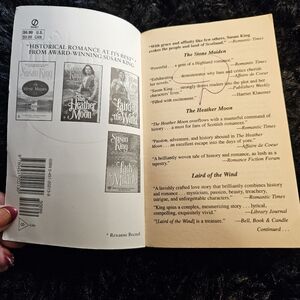 SIGNET
$6.99 U.S.
$9.99 CAN.
"HISTORICAL ROMANCE AT ITS BEST"*
FROM AWARD-WINNING SUSAN KING
SUSAN KING
The Heather Moon
Susan King
Laird of the Wind
Susan King
Lady
* Romance
"With grace and affinity like few others, Susan King
evokes the people and land of Scotland."
—Romantic Times
The Stone Maiden
"Powerful . . . a gem of a Highland romance."
—Romantic Times
—Affaire de Coeur
—Harriet Klausner
"Filled with excitement."
The Heather Moon
"The Heather Moon overflows with a masterful command of
history . . . a must for fans of Scottish romances."
—Romantic Times
"Passion, adventure, and history abound in The Heather
Moon . . . an excellent escape into the days of yore."
—Affaire de Coeur
"A brilliantly woven tale of history and romance, as lush as a
tapestry."
—Romance Fiction Forum
Laird of the Wind
"A lavishly crafted love story that brilliantly combines history
and romance. . . mysticism, passion, beauty, treachery,
intrigue, and unforgettable characters."
—Romantic Times
"King spins a complex, mesmerizing story . . . lyrical,
compelling, exquisitely vivid."
—Library Journal
"[Laird of the Wind] is a treasure."
—Bell, Book & Candle
Continued . . .